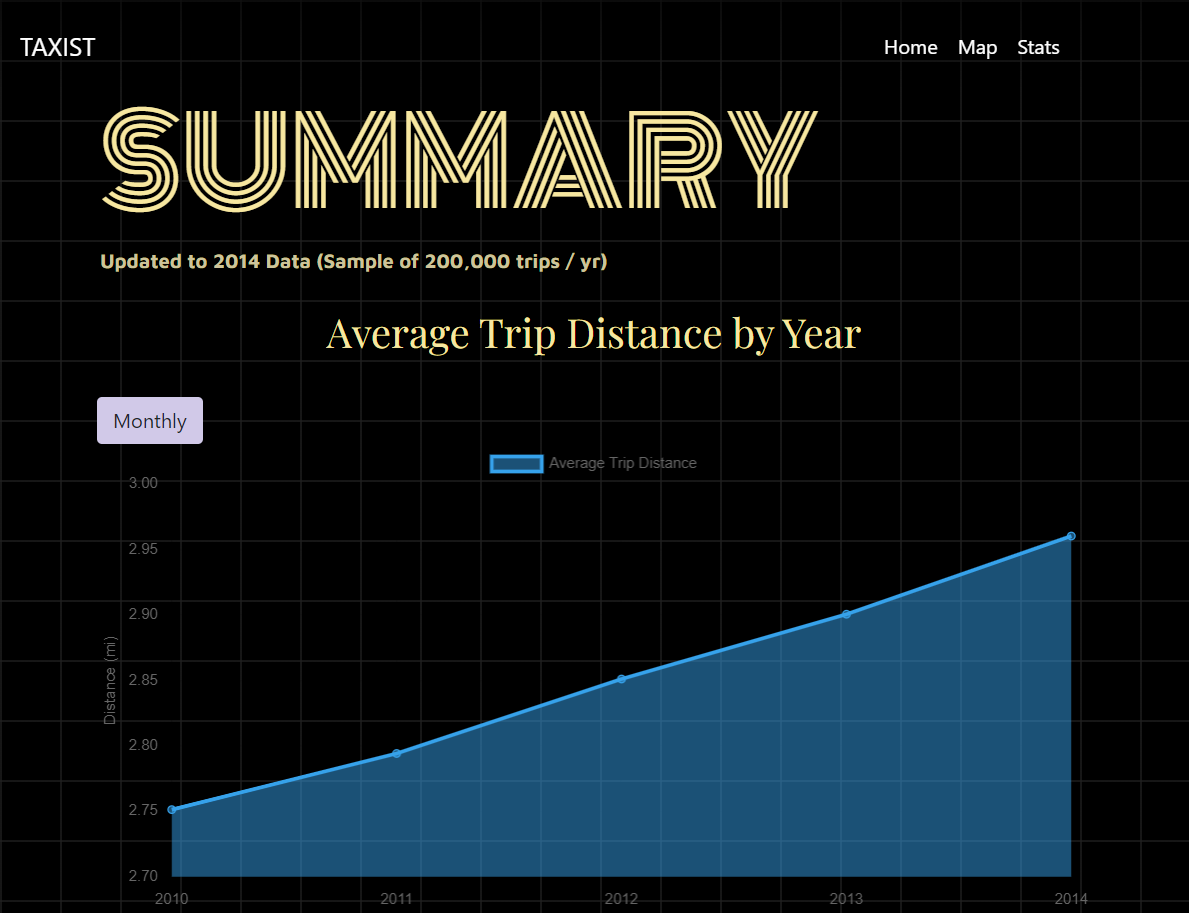 TAXIST
Home Map Stats
SUMMARY
Updated to 2014 Data (Sample of 200,000 trips / yr)
Average Trip Distance by Year
Monthly
Average Trip Distance
3.00
2.95
2.90
2.85
2.80
2.75
2.70
Distance (mi)
2010 2011 2012 2013 2014